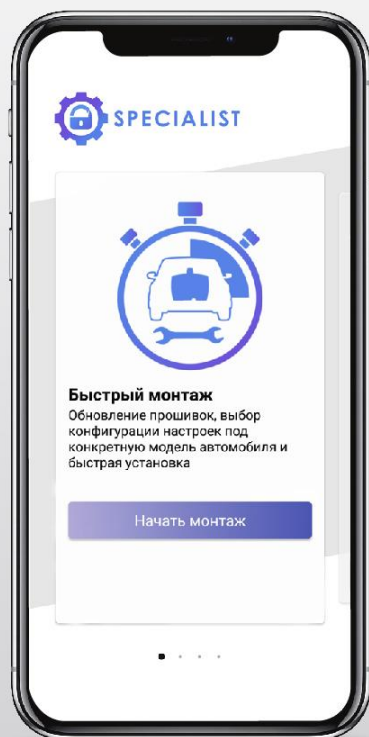 SPECIALIST
Быстрый монтаж
Обновление прошивок, выбор
конфигурации настроек под
конкретную модель автомобиля и
быстрая установка
Начать монтаж